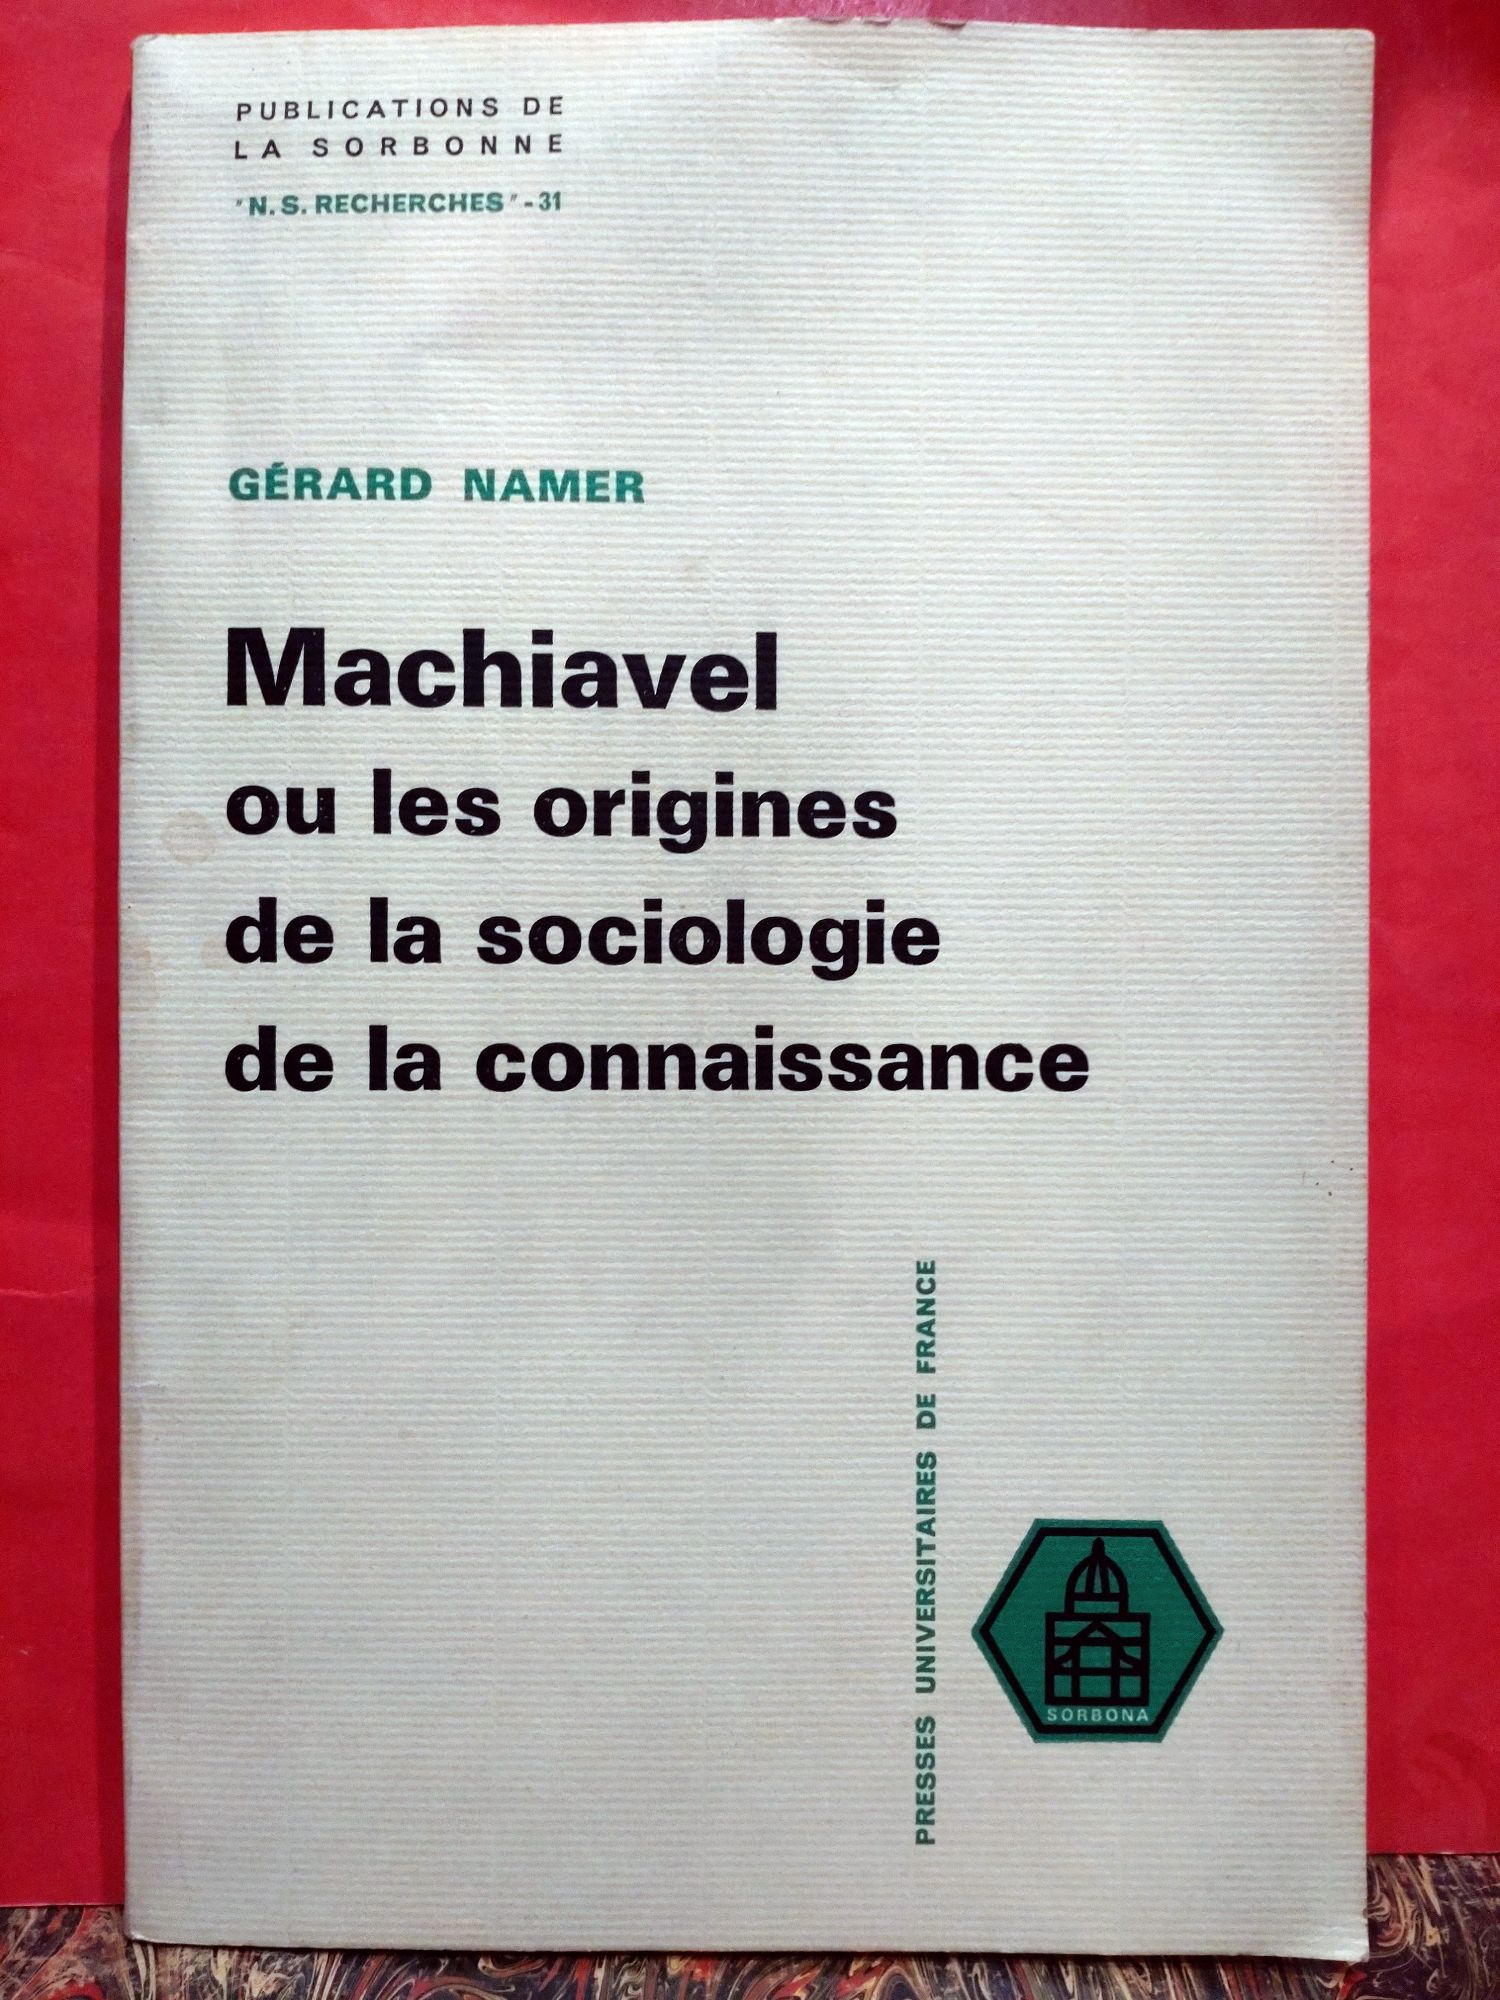 PUBLICATIONS DE
LA SORBONNE
"N. S. RECHERCHES" - 31
GÉRARD NAMER
Machiavel
ou les origines
de la sociologie
de la connaissance
PRESSES UNIVERSITAIRES DE FRANCE
SORBONA